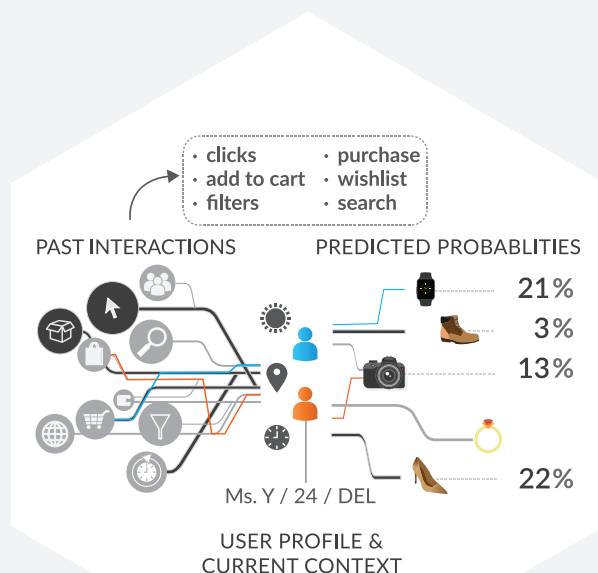 · clicks
· add to cart
· filters
· purchase
· wishlist
· search
PAST INTERACTIONS
PREDICTED PROBABLITIES
21%
3%
13%
22%
Ms. Y / 24 / DEL
USER PROFILE &
CURRENT CONTEXT